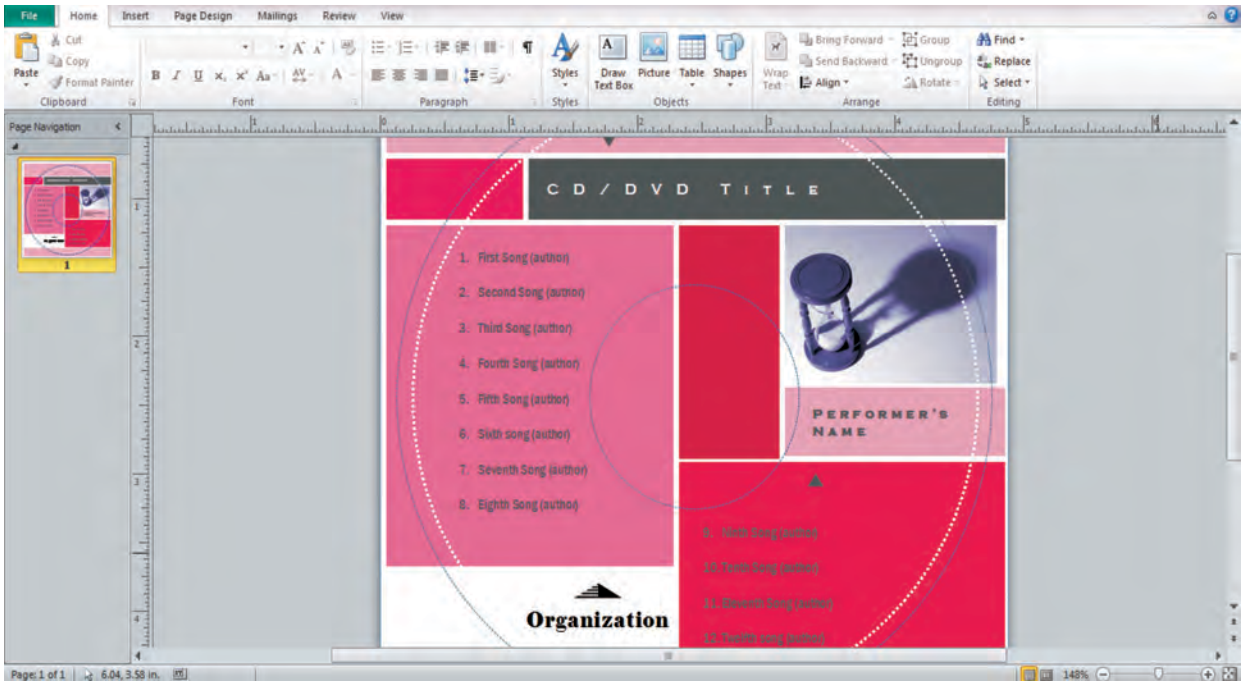 File Home Insert Page Design Mailings Review View
Cut
Copy
Format Painter
Paste
Clipboard
B I U
Font
Paragraph
Styles
Styles
Draw Text Box
Picture Table Shapes
Objects
Wrap Text
Bring Forward
Send Backward
Align
Group
Ungroup
Rotate
Arrange
Find
Replace
Select
Editing
Page Navigation
1
CD/DVD TITLE
1. First Song (author)
2. Second Song (author)
3. Third Song (author)
4. Fourth Song (author)
5. Fifth Song (author)
6. Sixth song (author)
7. Seventh Song (author)
8. Eighth Song (author)
PERFORMER'S
NAME
9. Ninth Song (author)
10. Tenth Song (author)
11. Eleventh Song (author)
12. Twelfth song (author)
Organization
Page: 1 of 1 6.04, 3.58 in. 148%